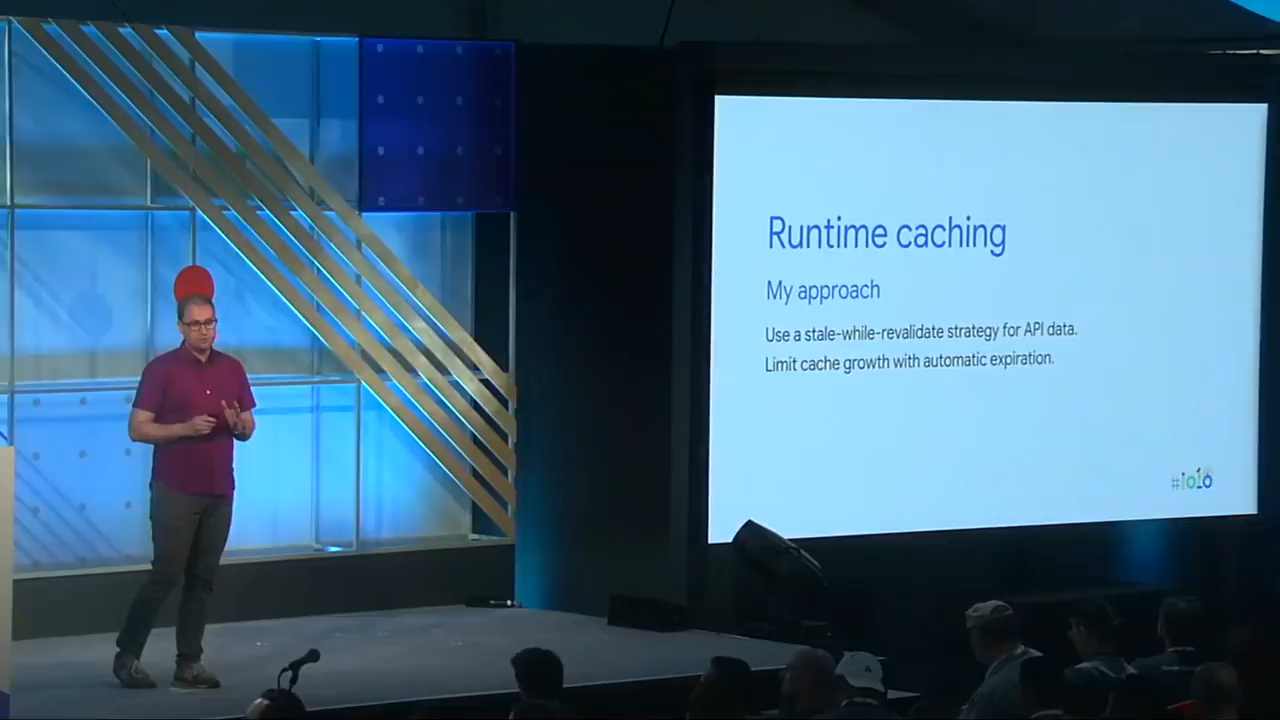 Runtime caching
My approach
Use a stale-while-revalidate strategy for API data.
Limit cache growth with automatic expiration.
#io18